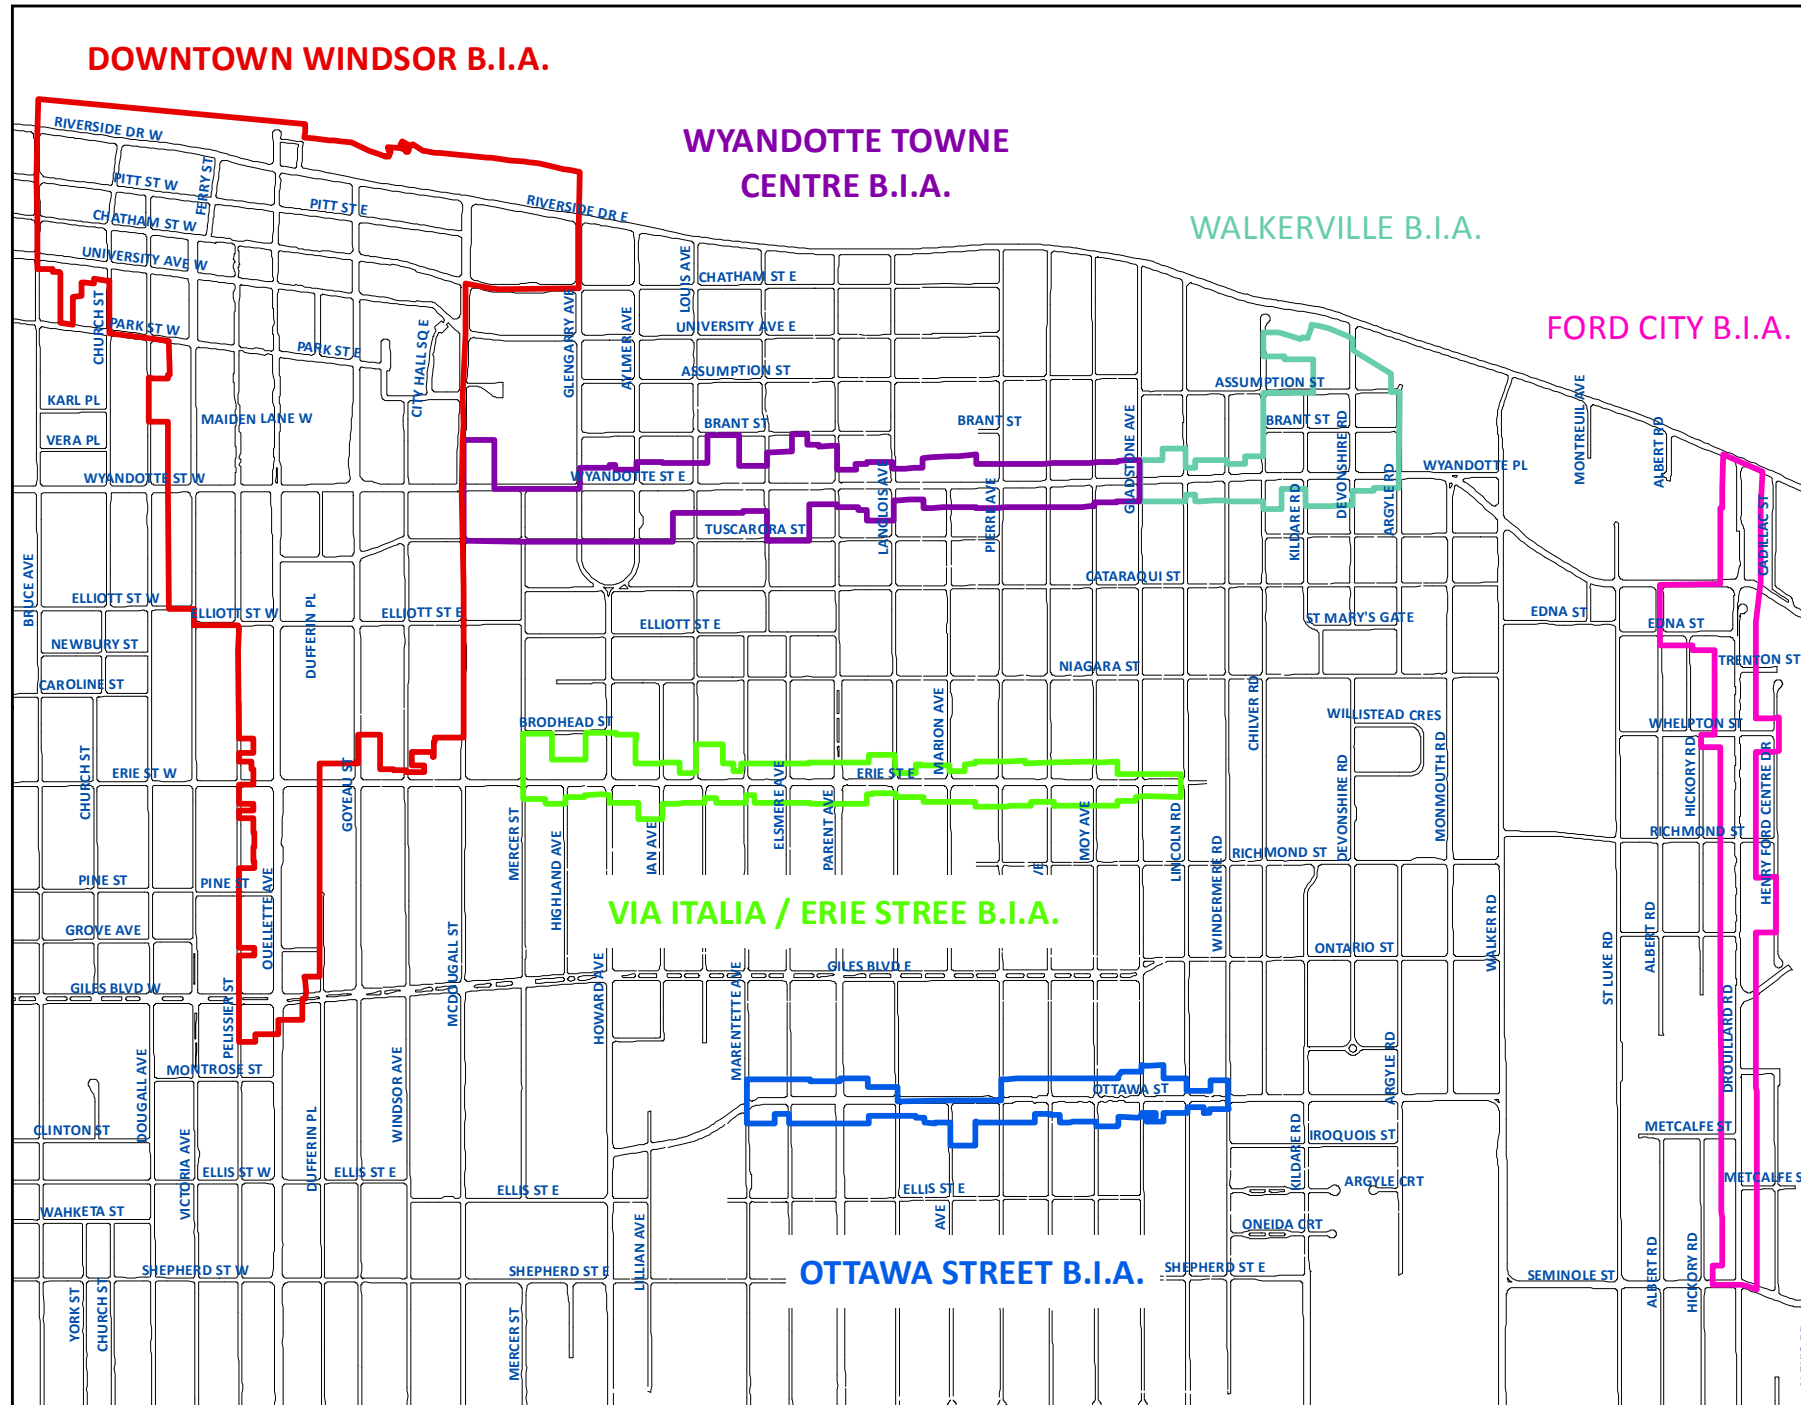 DOWNTOWN WINDSOR B.I.A.
WYANDOTTE TOWNE
CENTRE B.I.A.
WALKERVILLE B.I.A.
FORD CITY B.I.A.
RIVERSIDE DR W
PITT ST W
FERRY ST
PITT ST E
RIVERSIDE DR E
CHATHAM ST W
UNIVERSITY AVE W
CHURCH ST
PARK ST W
PARK ST E
CITY HALL SQ E
GLENGARRY AVE
AYLMER AVE
LOUIS AVE
CHATHAM ST E
UNIVERSITY AVE E
ASSUMPTION ST
ASSUMPTION ST
KARL PL
MAIDEN LANE W
VERA PL
BRANT ST
BRANT ST
BRANT ST
GLADSTONE AVE
DEVONSHIRE RD
MONTREUIL AVE
ALBERT RD
WYANDOTTE ST W
WYANDOTTE ST E
WYANDOTTE PL
LANGLOIS AVE
PIERRE AVE
KILDARE RD
ARGYLE RD
CADILLAC ST
TUSCARORA ST
BRUCE AVE
CATARAQUI ST
ELLIOTT ST W
ELLIOTT ST W
DUFFERIN PL
ELLIOTT ST E
ELLIOTT ST E
ST MARY'S GATE
EDNA ST
EDNA ST
NEWBURY ST
NIAGARA ST
TRENTON ST
CAROLINE ST
BRODHEAD ST
MARION AVE
CHILVER RD
WILLISTEAD CRES
WHELPTON ST
CHURCH ST
ERIE ST W
GOYEAU ST
ERIE ST E
MERCER ST
HIGHLAND AVE
IAN AVE
ELSMERE AVE
PARENT AVE
VE
MOY AVE
LINCOLN RD
WINDERMERE RD
RICHMOND ST
DEVONSHIRE RD
MONMOUTH RD
HICKORY RD
RICHMOND ST
HENRY FORD CENTRE DR
PINE ST
PINE ST
OUELLETTE AVE
VIA ITALIA / ERIE STREE B.I.A.
GROVE AVE
MCDOUGALL ST
ONTARIO ST
WALKER RD
ST LUKE RD
ALBERT RD
GILES BLVD W
PELISSIER ST
HOWARD AVE
MARENTETTE AVE
GILES BLVD E
DROUILLARD RD
MONTROSE ST
DOUGALL AVE
WINDSOR AVE
OTTAWA ST
ARGYLE RD
CLINTON ST
VICTORIA AVE
ELLIS ST W
DUFFERIN PL
ELLIS ST E
ELLIS ST E
ELLIS ST E
KILDARE RD
IROQUOIS ST
METCALFE ST
METCALFE S
ARGYLE CRT
WAHKETA ST
LILLIAN AVE
AVE
ONEIDA CRT
SHEPHERD ST W
SHEPHERD ST E
OTTAWA STREET B.I.A.
SHEPHERD ST E
SEMINOLE ST
ALBERT RD
HICKORY RD
YORK ST
CHURCH ST
MERCER ST